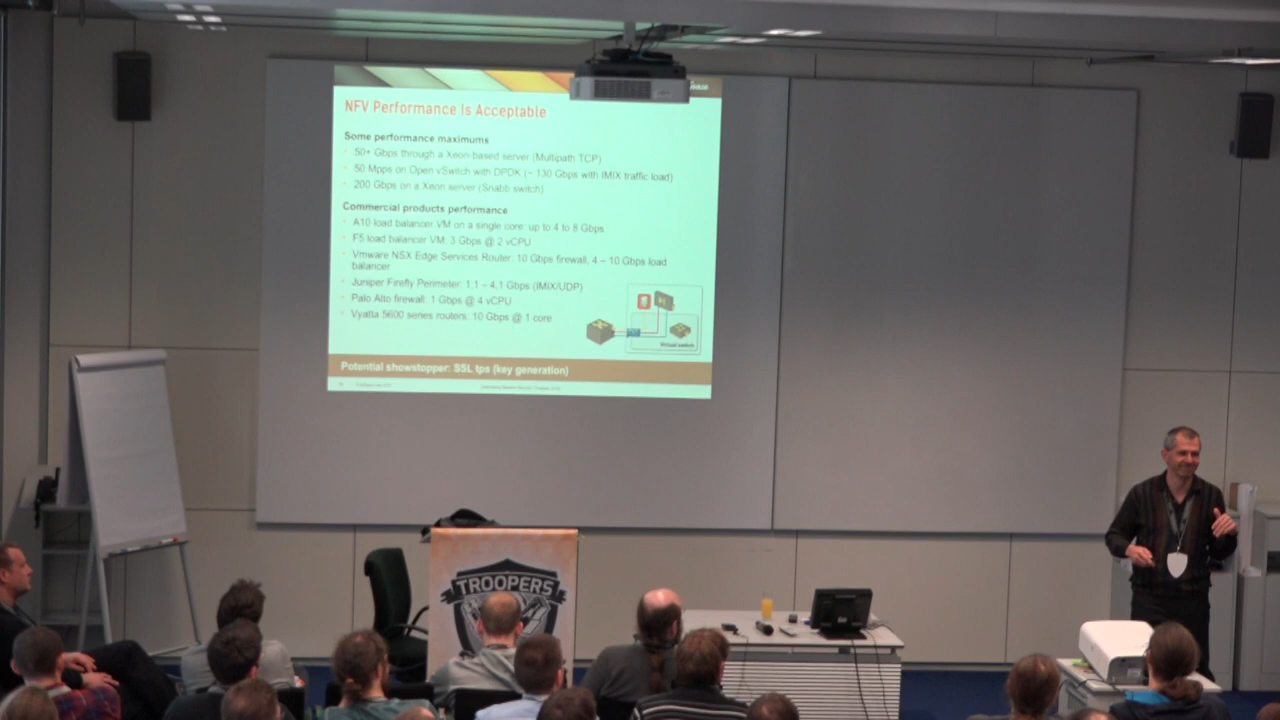 NFV Performance Is Acceptable
Some performance maximums
50+ Gbps through a Xeon-based server (Multipath TCP)
50 Mpps on Open vSwitch with DPDK (~ 130 Gbps with IMIX traffic load)
200 Gbps on a Xeon server (Snabb switch)
Commercial products performance
A10 load balancer VM on a single core: up to 4 to 8 Gbps
F5 load balancer VM: 3 Gbps @ 2 vCPU
Vmware NSX Edge Services Router: 10 Gbps firewall, 4 – 10 Gbps load
balancer
Juniper Firefly Perimeter: 1,1 – 4,1 Gbps (IMIX/UDP)
Palo Alto firewall: 1 Gbps @ 4 vCPU
Vyatta 5600 series routers: 10 Gbps @ 1 core
Virtual switch
Potential showstopper: SSL tps (key generation)
TROOPERS